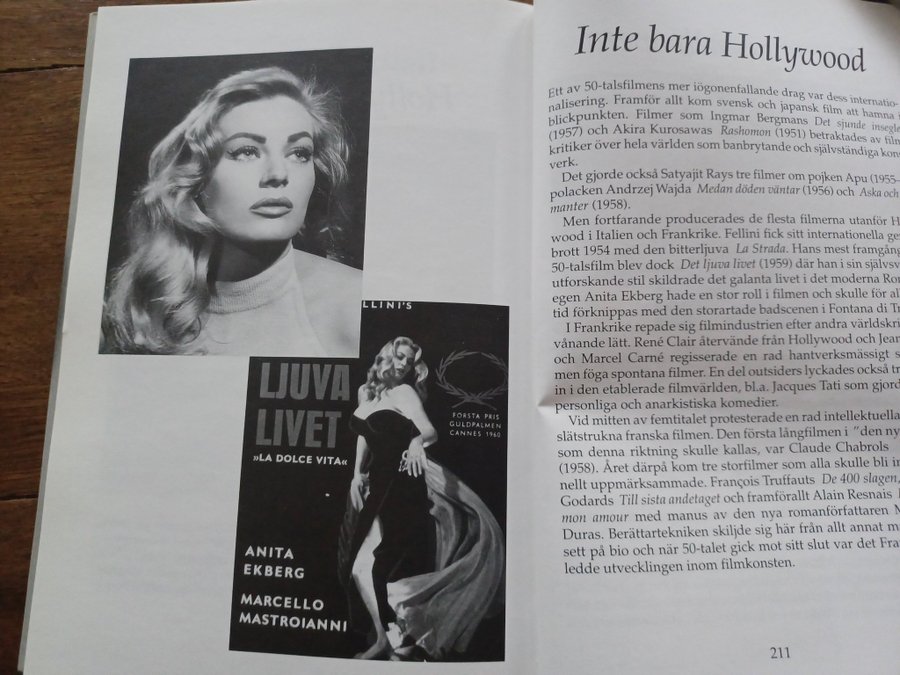 LLINI'S
LJUVA
LIVET
»LA DOLCE VITA«
FÖRSTA PRIS
GULDPALMEN
CANNES 1960
ANITA
EKBERG
MARCELLO
MASTROIANNI
Inte bara Hollywood
Ett av 50-talsfilmens mer iögonenfallande drag var dess internatio-
nalisering. Framför allt kom svensk och japansk film att hamna i
blickpunkten. Filmer som Ingmar Bergmans Det sjunde insegle
(1957) och Akira Kurosawas Rashomon (1951) betraktades av film
kritiker över hela världen som banbrytande och självständiga kon
verk.
Det gjorde också Satyajit Rays tre filmer om pojken Apu (1955–
polacken Andrzej Wajda Medan döden väntar (1956) och Aska och
manter (1958).
Men fortfarande producerades de flesta filmerna utanför H
wood i Italien och Frankrike. Fellini fick sitt internationella ge
brott 1954 med den bitterljuva La Strada. Hans mest framgång
50-talsfilm blev dock Det ljuva livet (1959) där han i sin självsv
utforskande stil skildrade det galanta livet i det moderna Ro
egen Anita Ekberg hade en stor roll i filmen och skulle för al
tid förknippas med den storartade badscenen i Fontana di Tr
I Frankrike repade sig filmindustrien efter andra världskri
vånande lätt. René Clair återvände från Hollywood och Jean
och Marcel Carné regisserade en rad hantverksmässigt s
men föga spontana filmer. En del outsiders lyckades också tr
in i den etablerade filmvärlden, bl.a. Jacques Tati som gjord
personliga och anarkistiska komedier.
Vid mitten av femtitalet protesterade en rad intellektuella
slätstrukna franska filmen. Den första långfilmen i "den ny
som denna riktning skulle kallas, var Claude Chabrols
(1958). Året därpå kom tre storfilmer som alla skulle bli in
nellt uppmärksammade. François Truffauts De 400 slagen,
Godards Till sista andetaget och framförallt Alain Resnais
mon amour med manus av den nya romanförfattaren M
Duras. Berättartekniken skiljde sig här från allt annat m
sett på bio och när 50-talet gick mot sitt slut var det Fra
ledde utvecklingen inom filmkonsten.
211